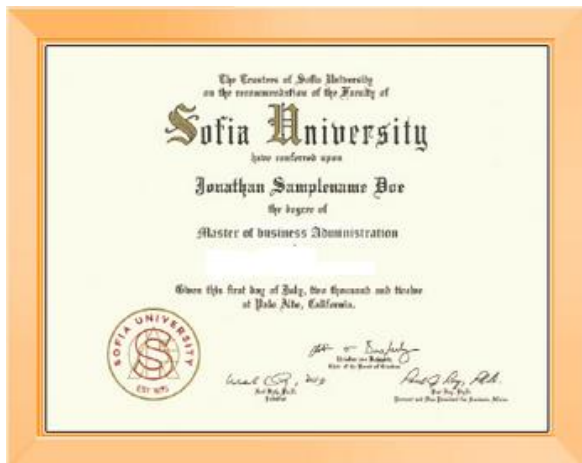 The Trustees of Sofia University
on the recommendation of the Faculty of
Sofia University
have conferred upon
Jonathan Samplename Doe
the degree of
Master of business Administration
Given this first day of July, two thousand and twelve
at Palo Alto, California.
SOFIA UNIVERSITY
EST 1975